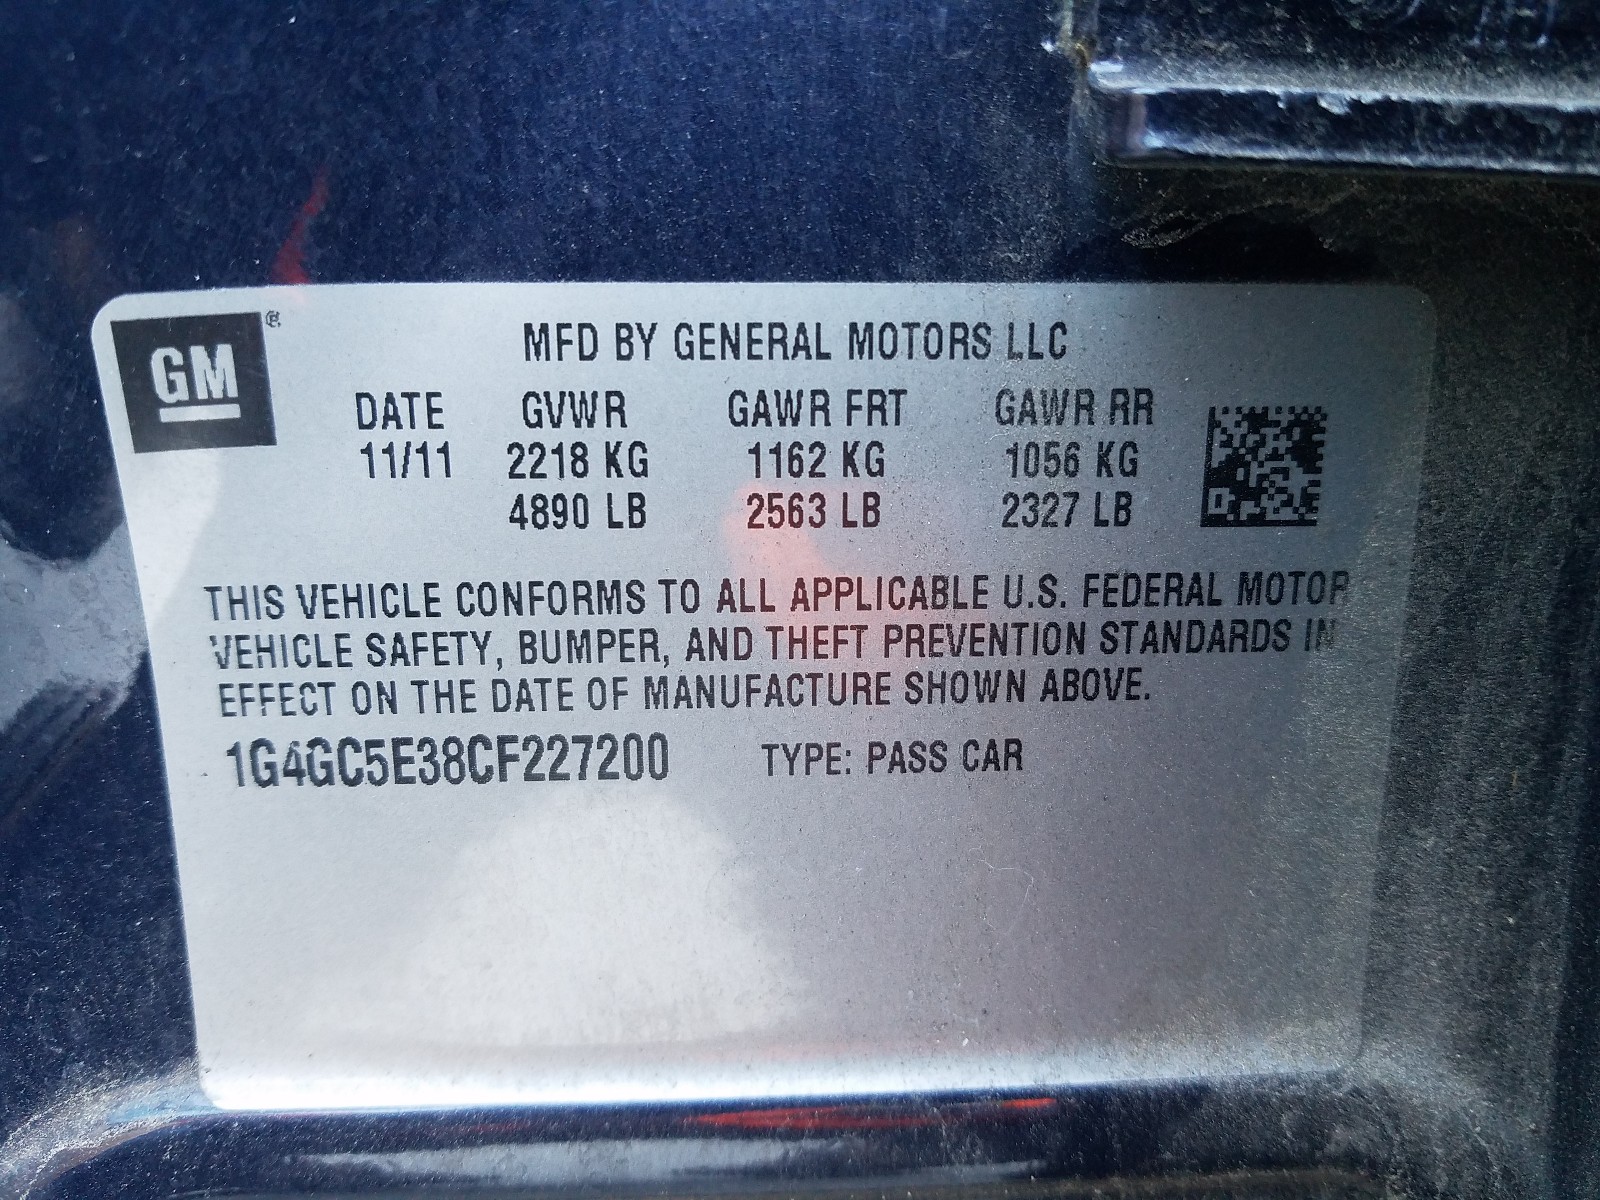 GM ®
MFD BY GENERAL MOTORS LLC
DATE GVWR GAWR FRT GAWR RR
11/11 2218 KG 1162 KG 1056 KG
4890 LB 2563 LB 2327 LB
THIS VEHICLE CONFORMS TO ALL APPLICABLE U.S. FEDERAL MOTOR
VEHICLE SAFETY, BUMPER, AND THEFT PREVENTION STANDARDS IN
EFFECT ON THE DATE OF MANUFACTURE SHOWN ABOVE.
1G4GC5E38CF227200 TYPE: PASS CAR